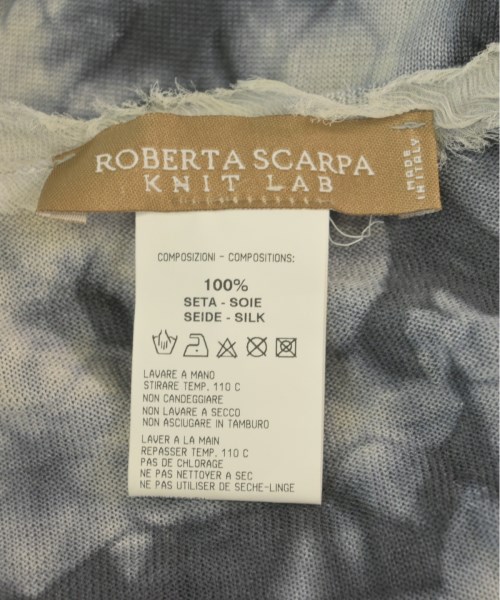 ROBERTA SCARPA
KNIT LAB
MADE
IN ITALY
COMPOSIZIONI - COMPOSITIONS:
100%
SETA - SOIE
SEIDE - SILK
LAVARE A MANO
STIRARE TEMP. 110 C
NON CANDEGGIARE
NON LAVARE A SECCO
NON ASCIUGARE IN TAMBURO
LAVER A LA MAIN
REPASSER TEMP. 110 C
PAS DE CHLORAGE
NE PAS NETTOYER A SEC
NE PAS UTILISER DE SECHE-LINGE